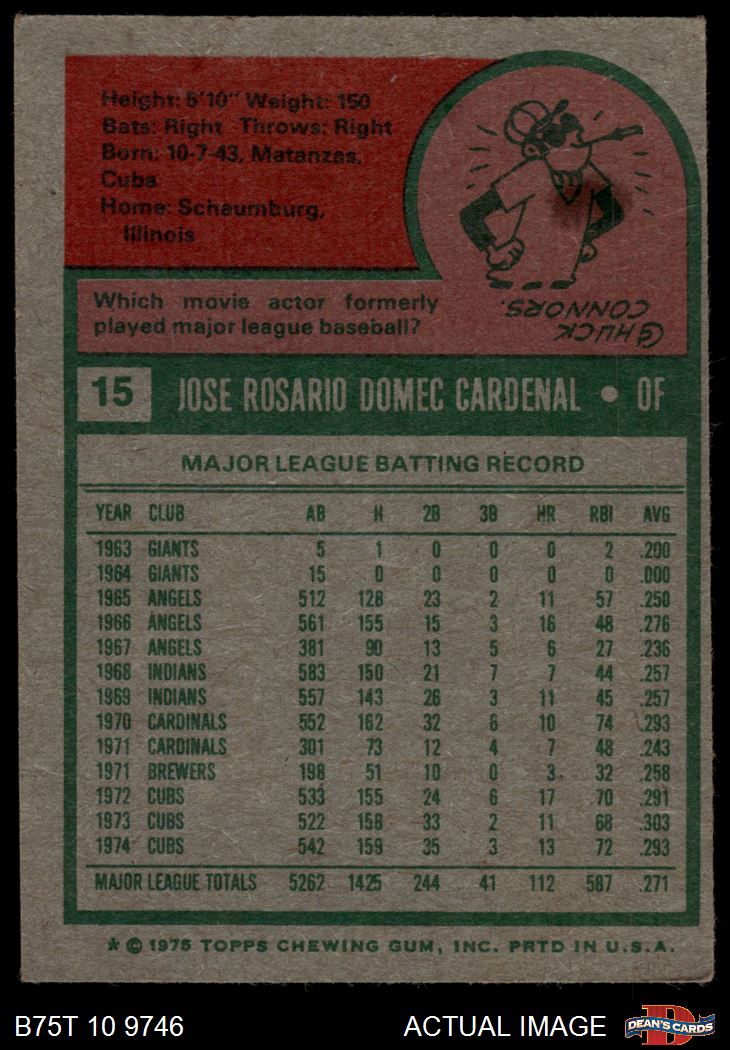 Height: 5'10" Weight: 150
Bats: Right Throws: Right
Born: 10-7-43, Matanzas,
Cuba
Home: Schaumburg,
Illinois
CHUCK
CONNORS.
Which movie actor formerly
played major league baseball?
15 JOSE ROSARIO DOMEC CARDENAL • OF
MAJOR LEAGUE BATTING RECORD
YEAR CLUB AB H 2B 3B HR RBI AVG
1963 GIANTS 5 1 0 0 0 2 .200
1964 GIANTS 15 0 0 0 0 0 .000
1965 ANGELS 512 128 23 2 11 57 .250
1966 ANGELS 561 155 15 3 16 48 .276
1967 ANGELS 381 90 13 5 6 27 .236
1968 INDIANS 583 150 21 7 7 44 .257
1969 INDIANS 557 143 26 3 11 45 .257
1970 CARDINALS 552 162 32 6 10 74 .293
1971 CARDINALS 301 73 12 4 7 48 .243
1971 BREWERS 198 51 10 0 3 32 .258
1972 CUBS 533 155 24 6 17 70 .291
1973 CUBS 522 158 33 2 11 68 .303
1974 CUBS 542 159 35 3 13 72 .293
MAJOR LEAGUE TOTALS 5262 1425 244 41 112 587 .271
* © 1975 TOPPS CHEWING GUM, INC. PRTD IN U.S.A.
B75T 10 9746 ACTUAL IMAGE D DEAN'S CARDS